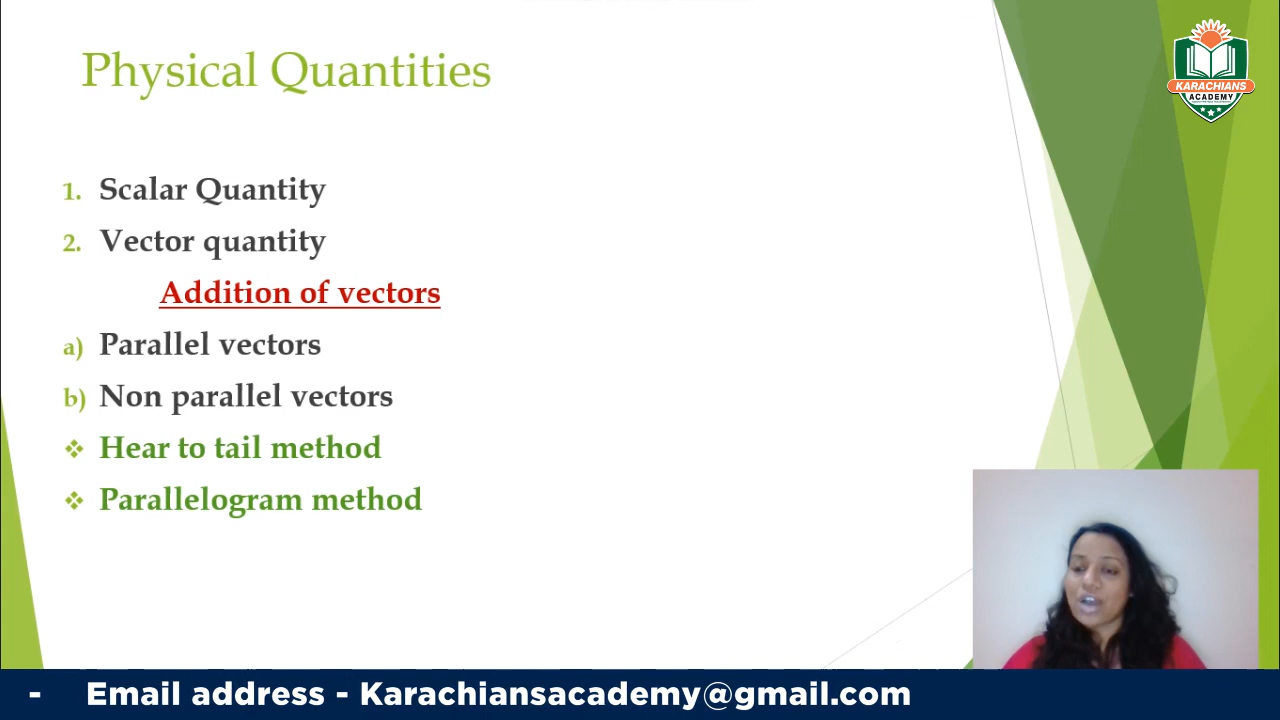 Physical Quantities
KARACHIANS
ACADEMY
1. Scalar Quantity
2. Vector quantity
Addition of vectors
a) Parallel vectors
b) Non parallel vectors
❖ Hear to tail method
❖ Parallelogram method
- Email address - Karachiansacademy@gmail.com